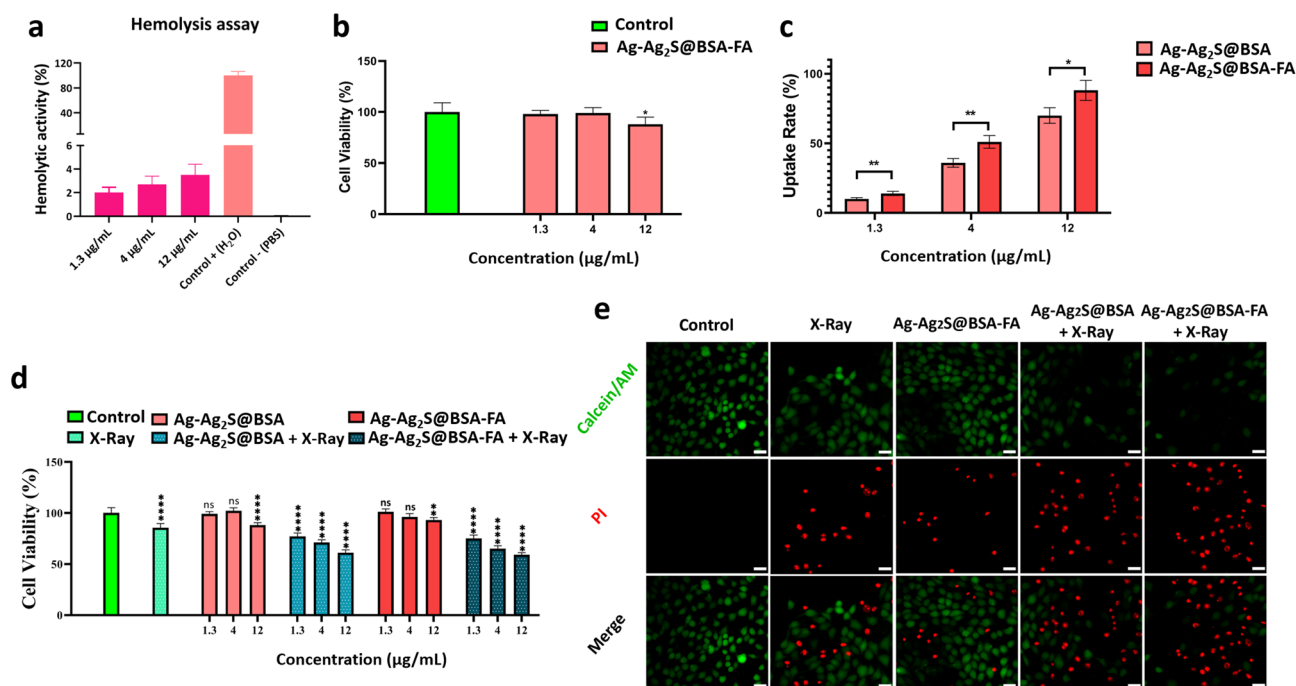 a
Hemolysis assay
Hemolytic activity (%)
120
80
40
6
4
2
0
1.3 µg/mL
4 µg/mL
12 µg/mL
Control + (H₂O)
Control - (PBS)
b
Control
Ag-Ag₂S@BSA-FA
Cell Viability (%)
150
100
50
0
*
1.3
4
12
Concentration (µg/mL)
c
Ag-Ag₂S@BSA
Ag-Ag₂S@BSA-FA
Uptake Rate (%)
100
50
0
**
**
*
1.3
4
12
Concentration (µg/mL)
d
Control
Ag-Ag₂S@BSA
Ag-Ag₂S@BSA-FA
X-Ray
Ag-Ag₂S@BSA + X-Ray
Ag-Ag₂S@BSA-FA + X-Ray
Cell Viability (%)
150
100
50
0
****
ns
ns
****
****
****
****
ns
ns
**
****
****
****
1.3
4
12
1.3
4
12
1.3
4
12
1.3
4
12
Concentration (µg/mL)
e
Control
X-Ray
Ag-Ag₂S@BSA-FA
Ag-Ag₂S@BSA
+ X-Ray
Ag-Ag₂S@BSA-FA
+ X-Ray
Calcein/AM
PI
Merge